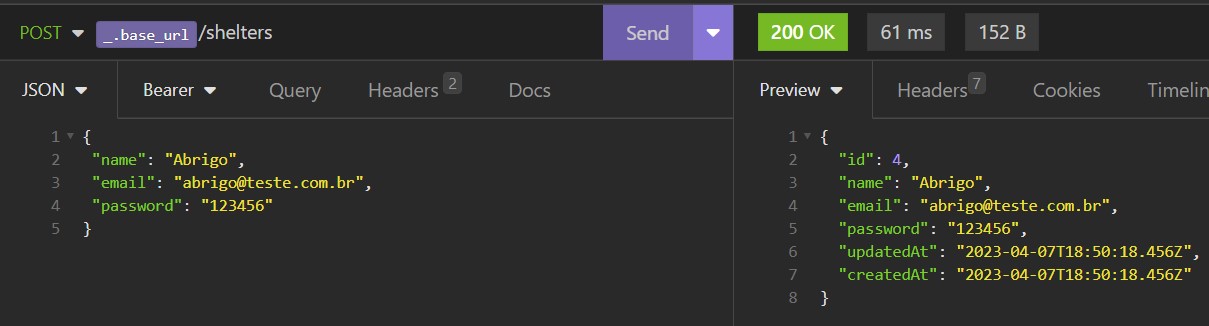 POST _.base_url /shelters Send 200 OK 61 ms 152 B
JSON Bearer Query Headers 2 Docs Preview Headers 7 Cookies Timelin
1 {
2 "name": "Abrigo",
3 "email": "abrigo@teste.com.br",
4 "password": "123456"
5 }
1 {
2 "id": 4,
3 "name": "Abrigo",
4 "email": "abrigo@teste.com.br",
5 "password": "123456",
6 "updatedAt": "2023-04-07T18:50:18.456Z",
7 "createdAt": "2023-04-07T18:50:18.456Z"
8 }